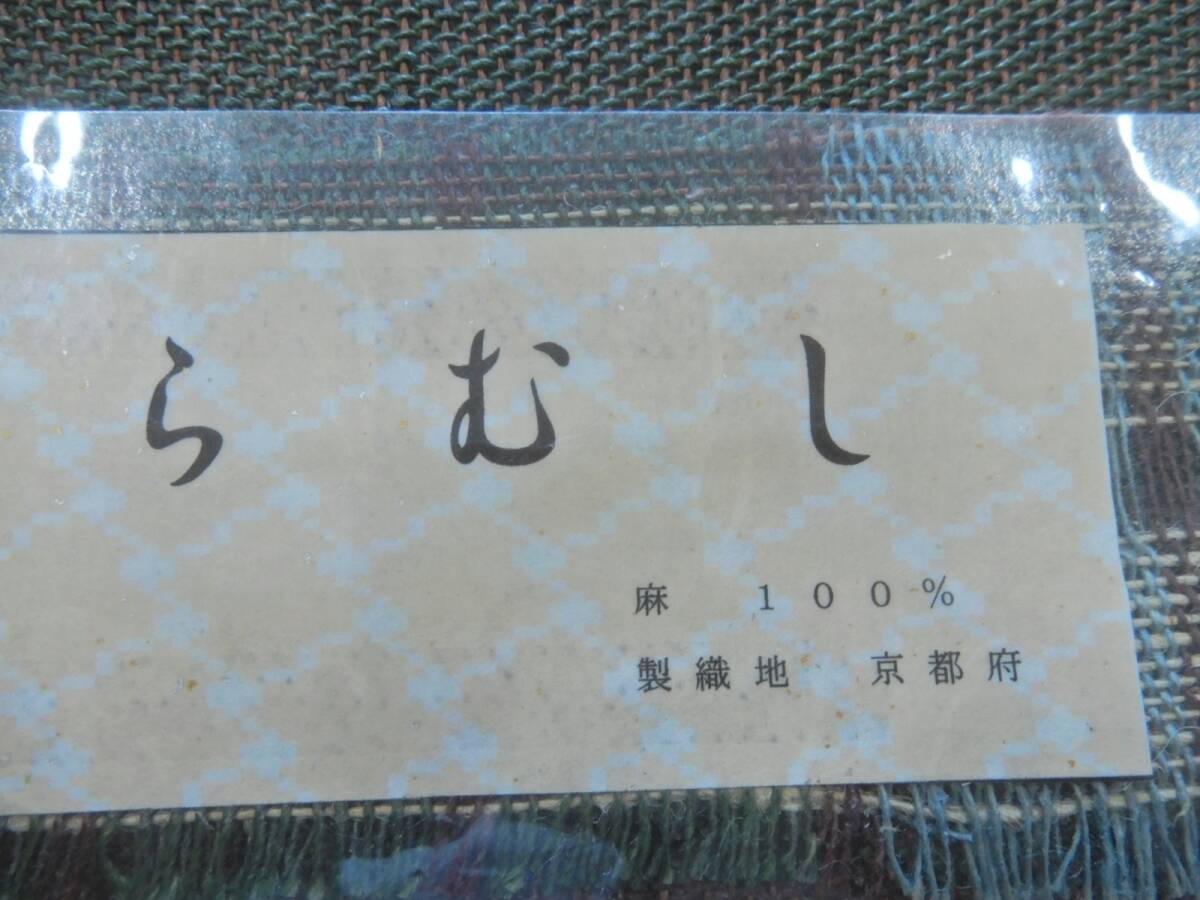 らむし
麻 100%
製織地 京都府